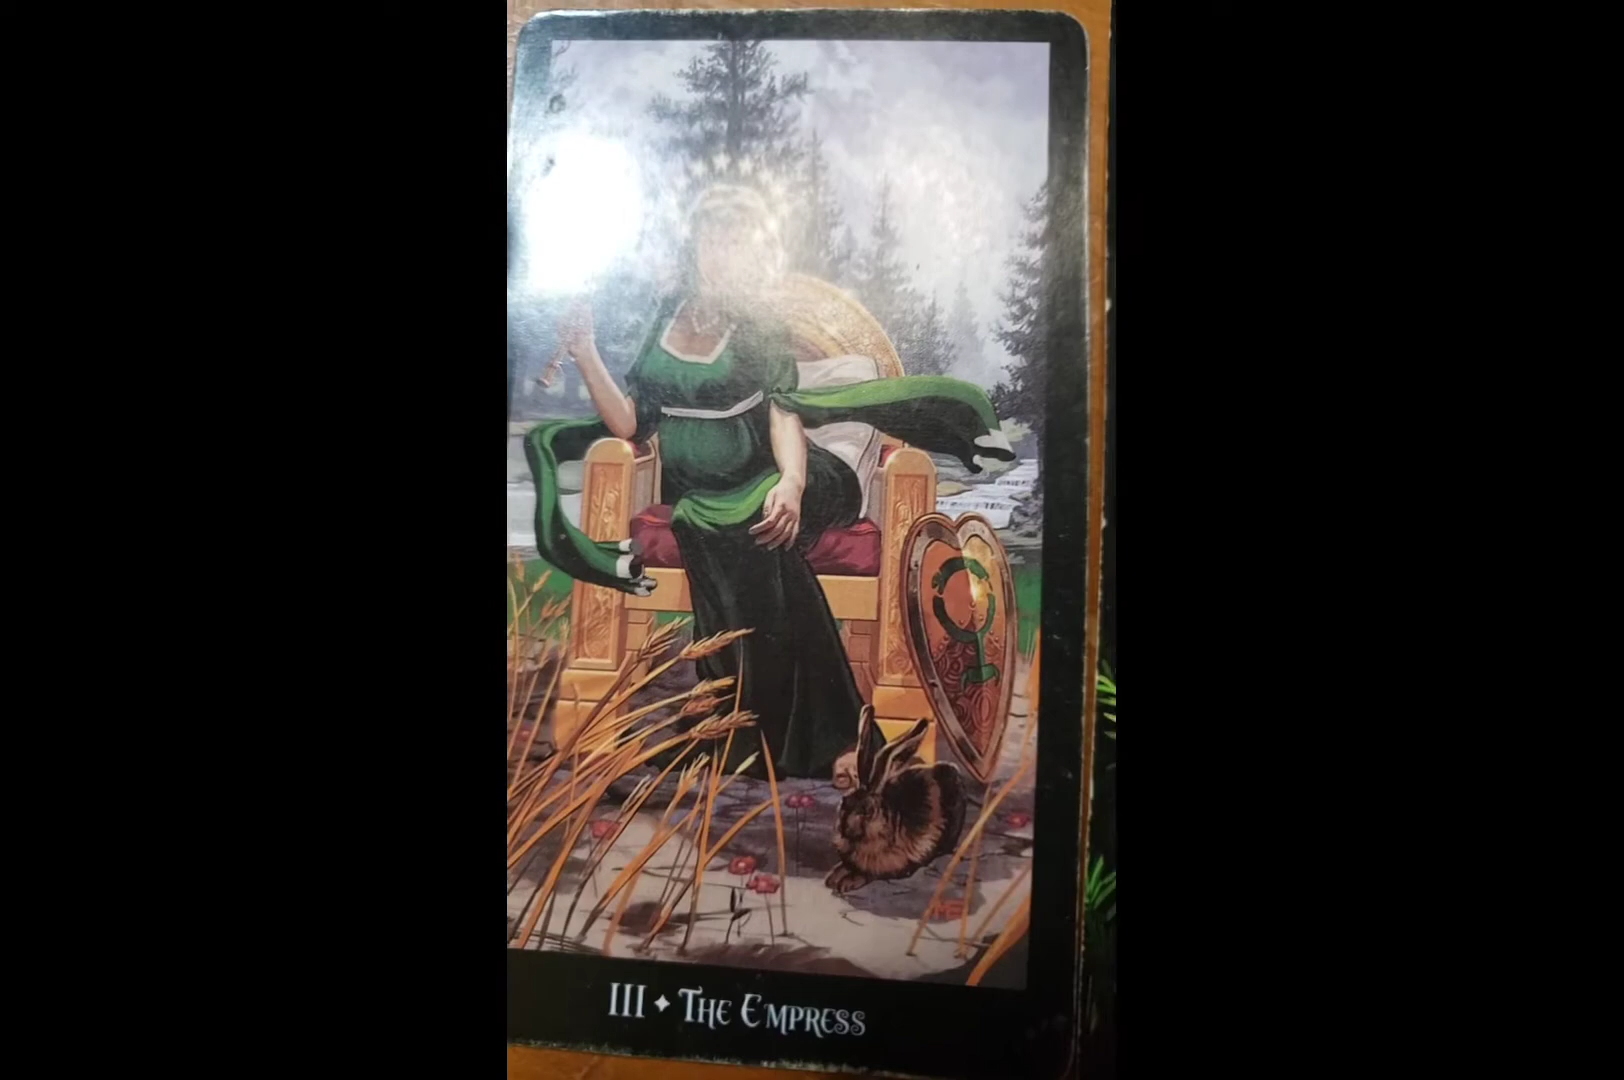 III ✦ The Empress